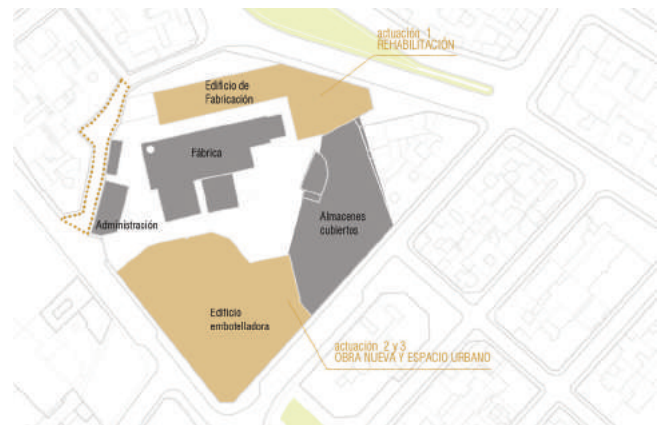 actuación 1
REHABILITACIÓN
Edificio de
Fabricación
Fábrica
Administración
Almacenes
cubiertos
Edificio
embotelladora
actuación 2 y 3
OBRA NUEVA Y ESPACIO URBANO